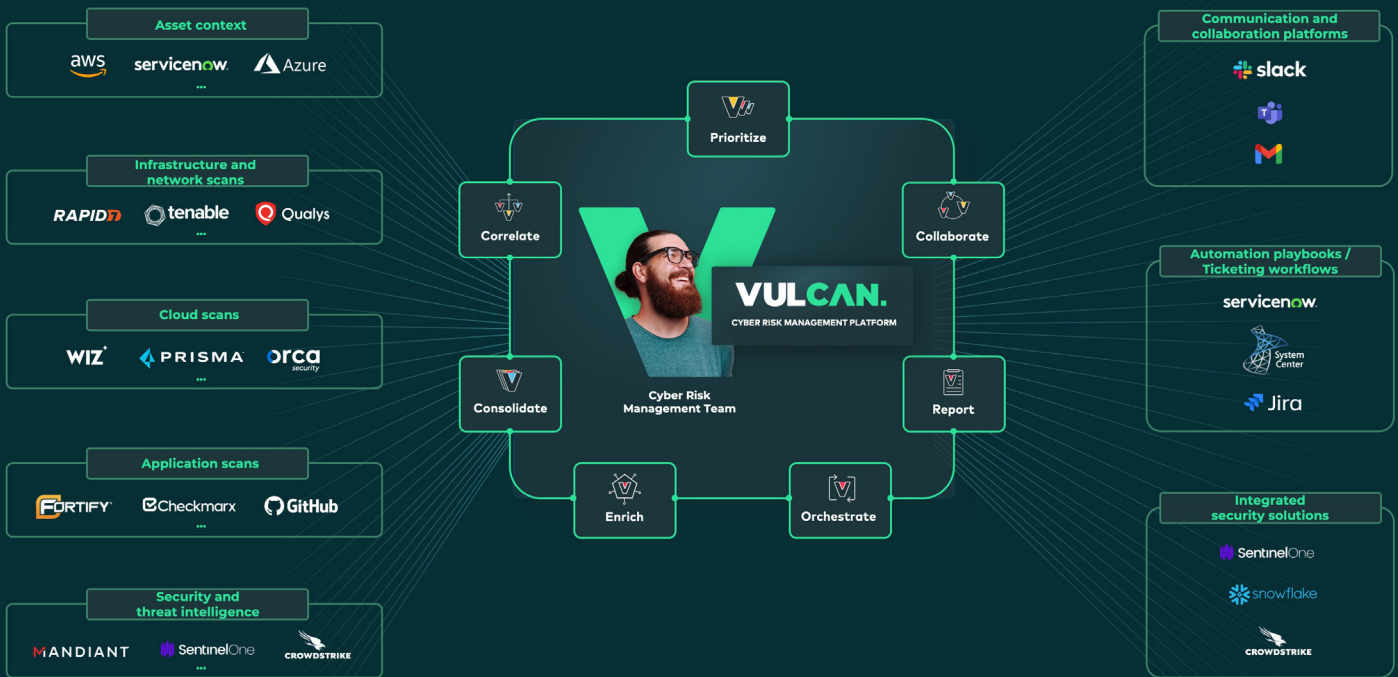 Asset context
aws
servicenow.
Azure
...
Infrastructure and
network scans
RAPID7
tenable
Qualys
...
Cloud scans
WIZ
PRISMA
orca
security
...
Application scans
FORTIFY
Checkmarx
GitHub
...
Security and
threat intelligence
MANDIANT
SentinelOne
CROWDSTRIKE
...
Prioritize
Correlate
Collaborate
VULCAN.
CYBER RISK MANAGEMENT PLATFORM
Cyber Risk
Management Team
Consolidate
Report
Enrich
Orchestrate
Communication and
collaboration platforms
slack
T
Automation playbooks /
Ticketing workflows
servicenow.
System
Center
Jira
Integrated
security solutions
SentinelOne
snowflake
CROWDSTRIKE